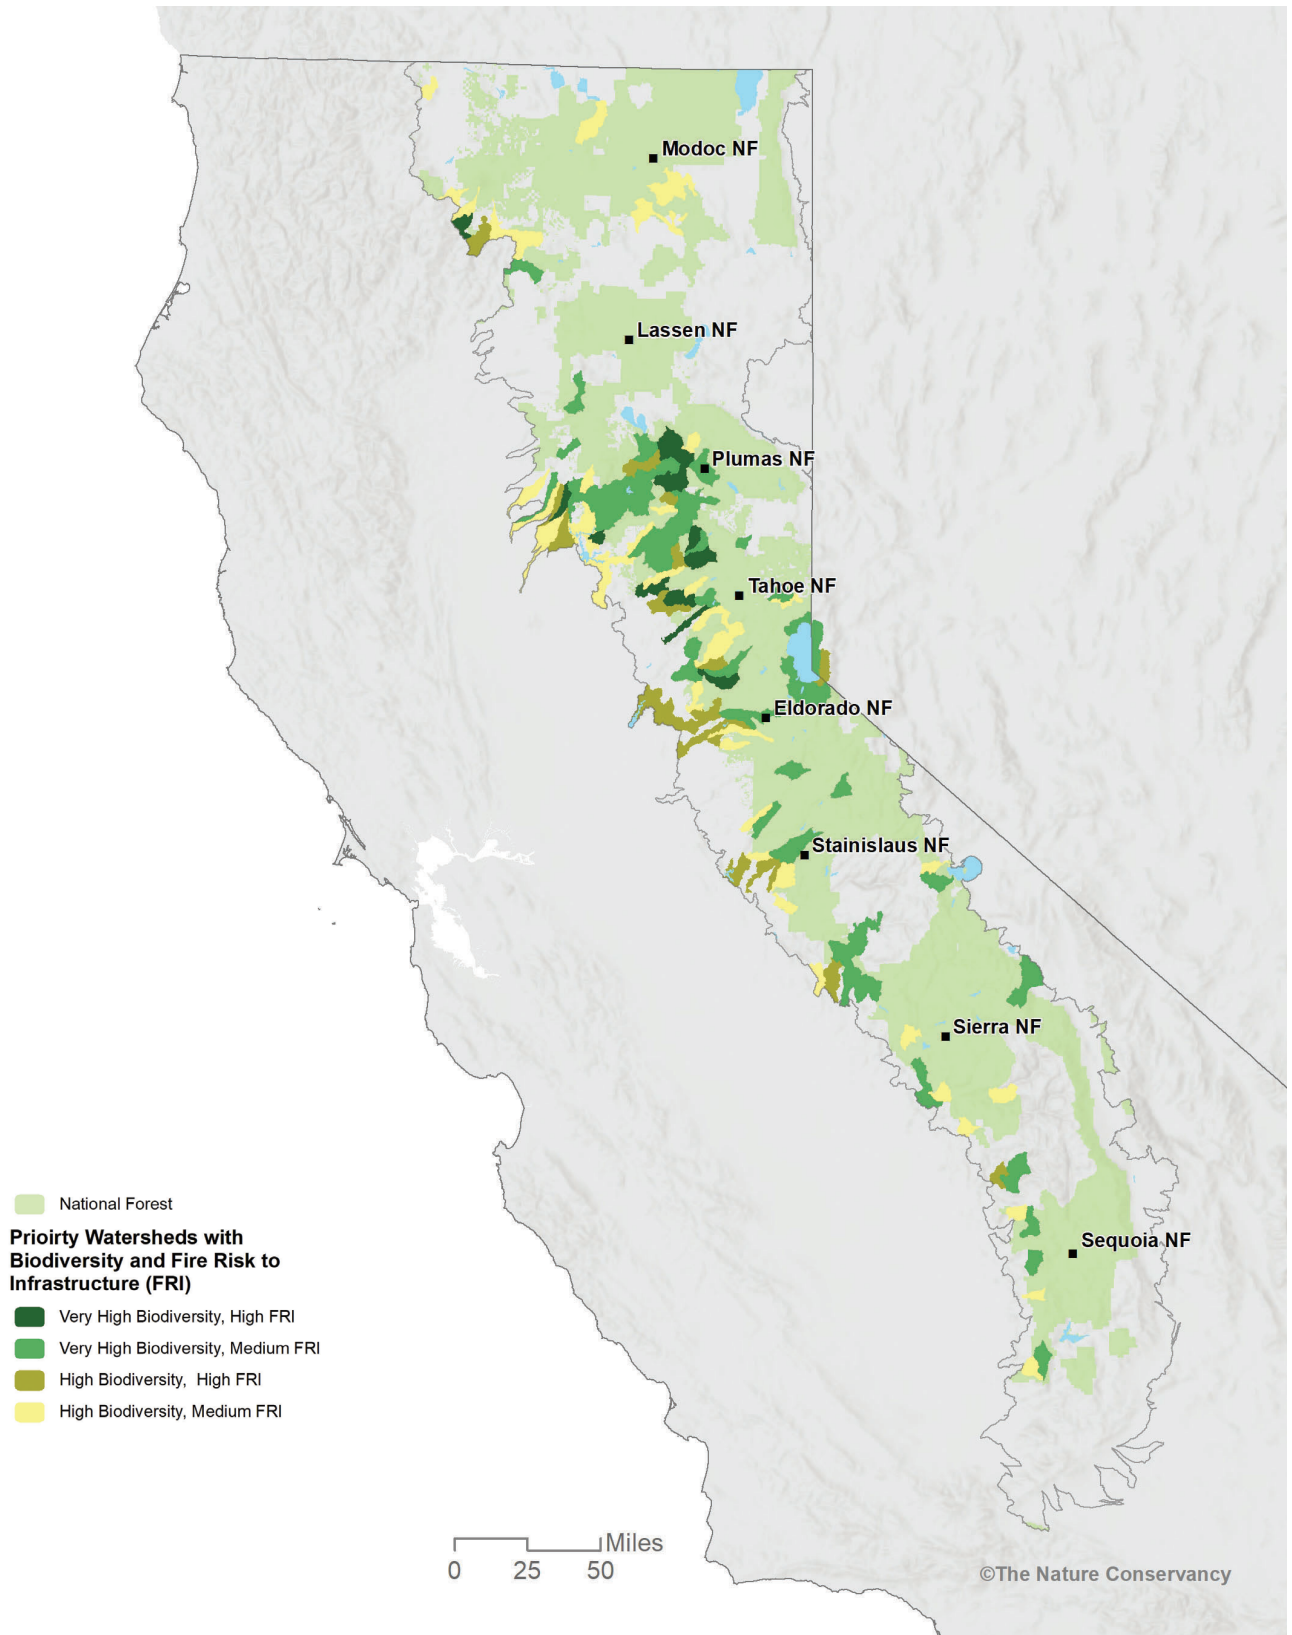 Modoc NF
Lassen NF
Plumas NF
Tahoe NF
Eldorado NF
Stainislaus NF
Sierra NF
Sequoia NF
National Forest
Prioirty Watersheds with
Biodiversity and Fire Risk to
Infrastructure (FRI)
Very High Biodiversity, High FRI
Very High Biodiversity, Medium FRI
High Biodiversity, High FRI
High Biodiversity, Medium FRI
Miles
0 25 50
©The Nature Conservancy